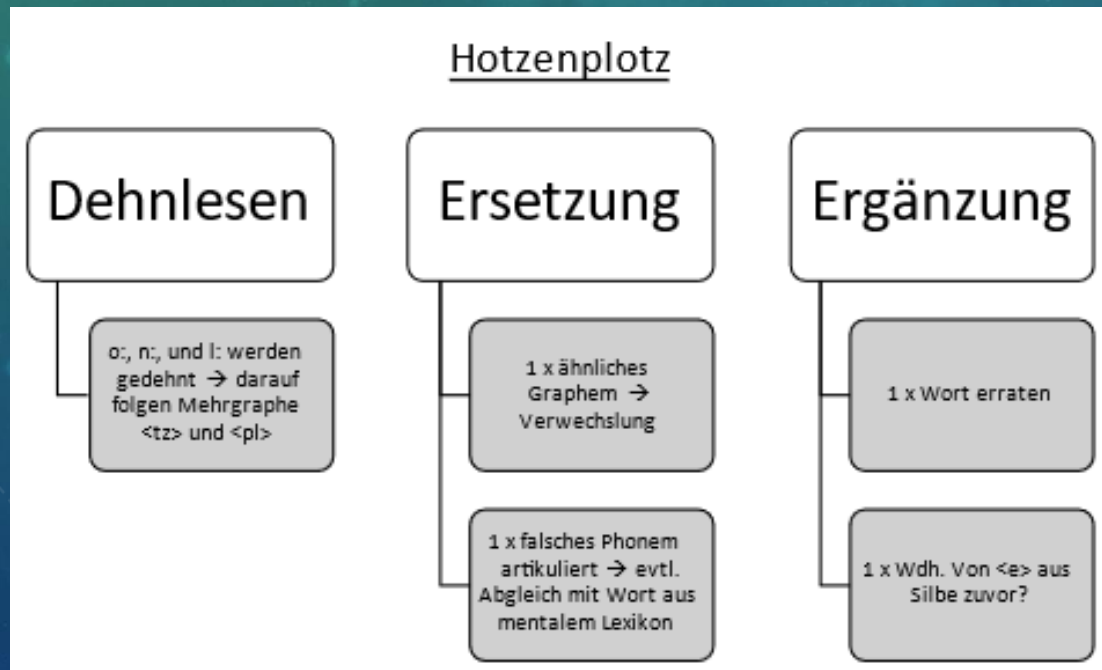 Hotzenplotz
Dehnlesen
o:, n:, und l: werden
gedehnt → darauf
folgen Mehrgraphe
<tz> und <pl>
Ersetzung
1 x ähnliches
Graphem →
Verwechslung
1 x falsches Phonem
artikuliert → evtl.
Abgleich mit Wort aus
mentalem Lexikon
Ergänzung
1 x Wort erraten
1 x Wdh. Von <e> aus
Silbe zuvor?